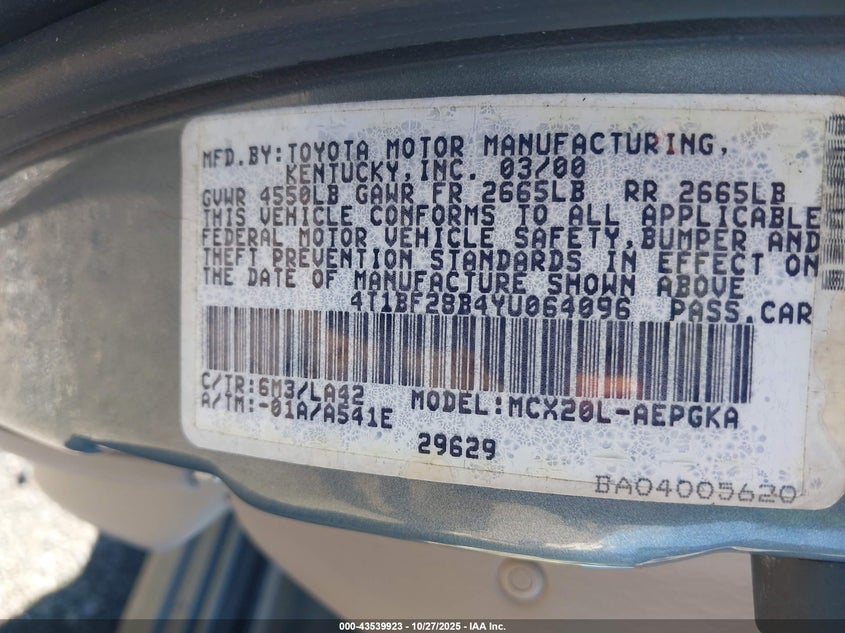 MFD.BY:TOYOTA MOTOR MANUFACTURING,
KENTUCKY,INC. 03/00
GVWR 4550LB GAWR FR 2665LB RR 2665LB
THIS VEHICLE CONFORMS TO ALL APPLICABLE
FEDERAL MOTOR VEHICLE SAFETY,BUMPER AND
THEFT PREVENTION STANDARDS IN EFFECT ON
THE DATE OF MANUFACTURE SHOWN ABOVE
4T1BF28B4YU064096 PASS.CAR
C/TR:6M3/LA42 MODEL:MCX20L-AEPGKA
A/TM:-01A/A541E
29629
BA04005620
03
000-43539923 | 10/27/2025 | IAA Inc.